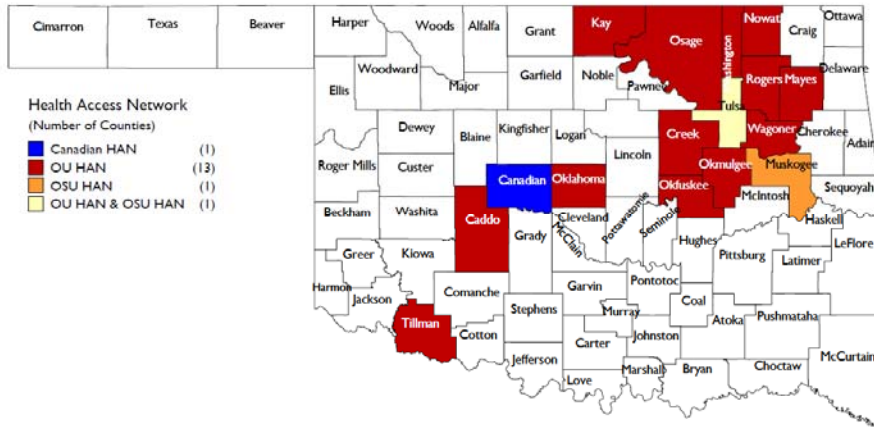 Cimarron
Texas
Beaver
Harper
Woods
Alfalfa
Grant
Kay
Osage
Washington
Nowat
Craig
Ottawa
Ellis
Woodward
Major
Garfield
Noble
Pawnee
Rogers
Mayes
Delaware
Health Access Network
(Number of Counties)
Canadian HAN (1)
OU HAN (13)
OSU HAN (1)
OU HAN & OSU HAN (1)
Dewey
Blaine
Kingfisher
Logan
Tulsa
Creek
Wagoner
Cherokee
Adair
Roger Mills
Custer
Canadian
Oklahoma
Lincoln
Okmulgee
Muskogee
Sequoyah
Beckham
Washita
Caddo
Cleveland
Pottawatomie
Seminole
Okfuskee
McIntosh
Haskell
Greer
Kiowa
Grady
McClain
Hughes
Pittsburg
Latimer
LeFlore
Harmon
Jackson
Comanche
Garvin
Pontotoc
Coal
Pushmataha
Tillman
Cotton
Stephens
Murray
Johnston
Atoka
McCurtain
Jefferson
Carter
Love
Marshall
Bryan
Choctaw